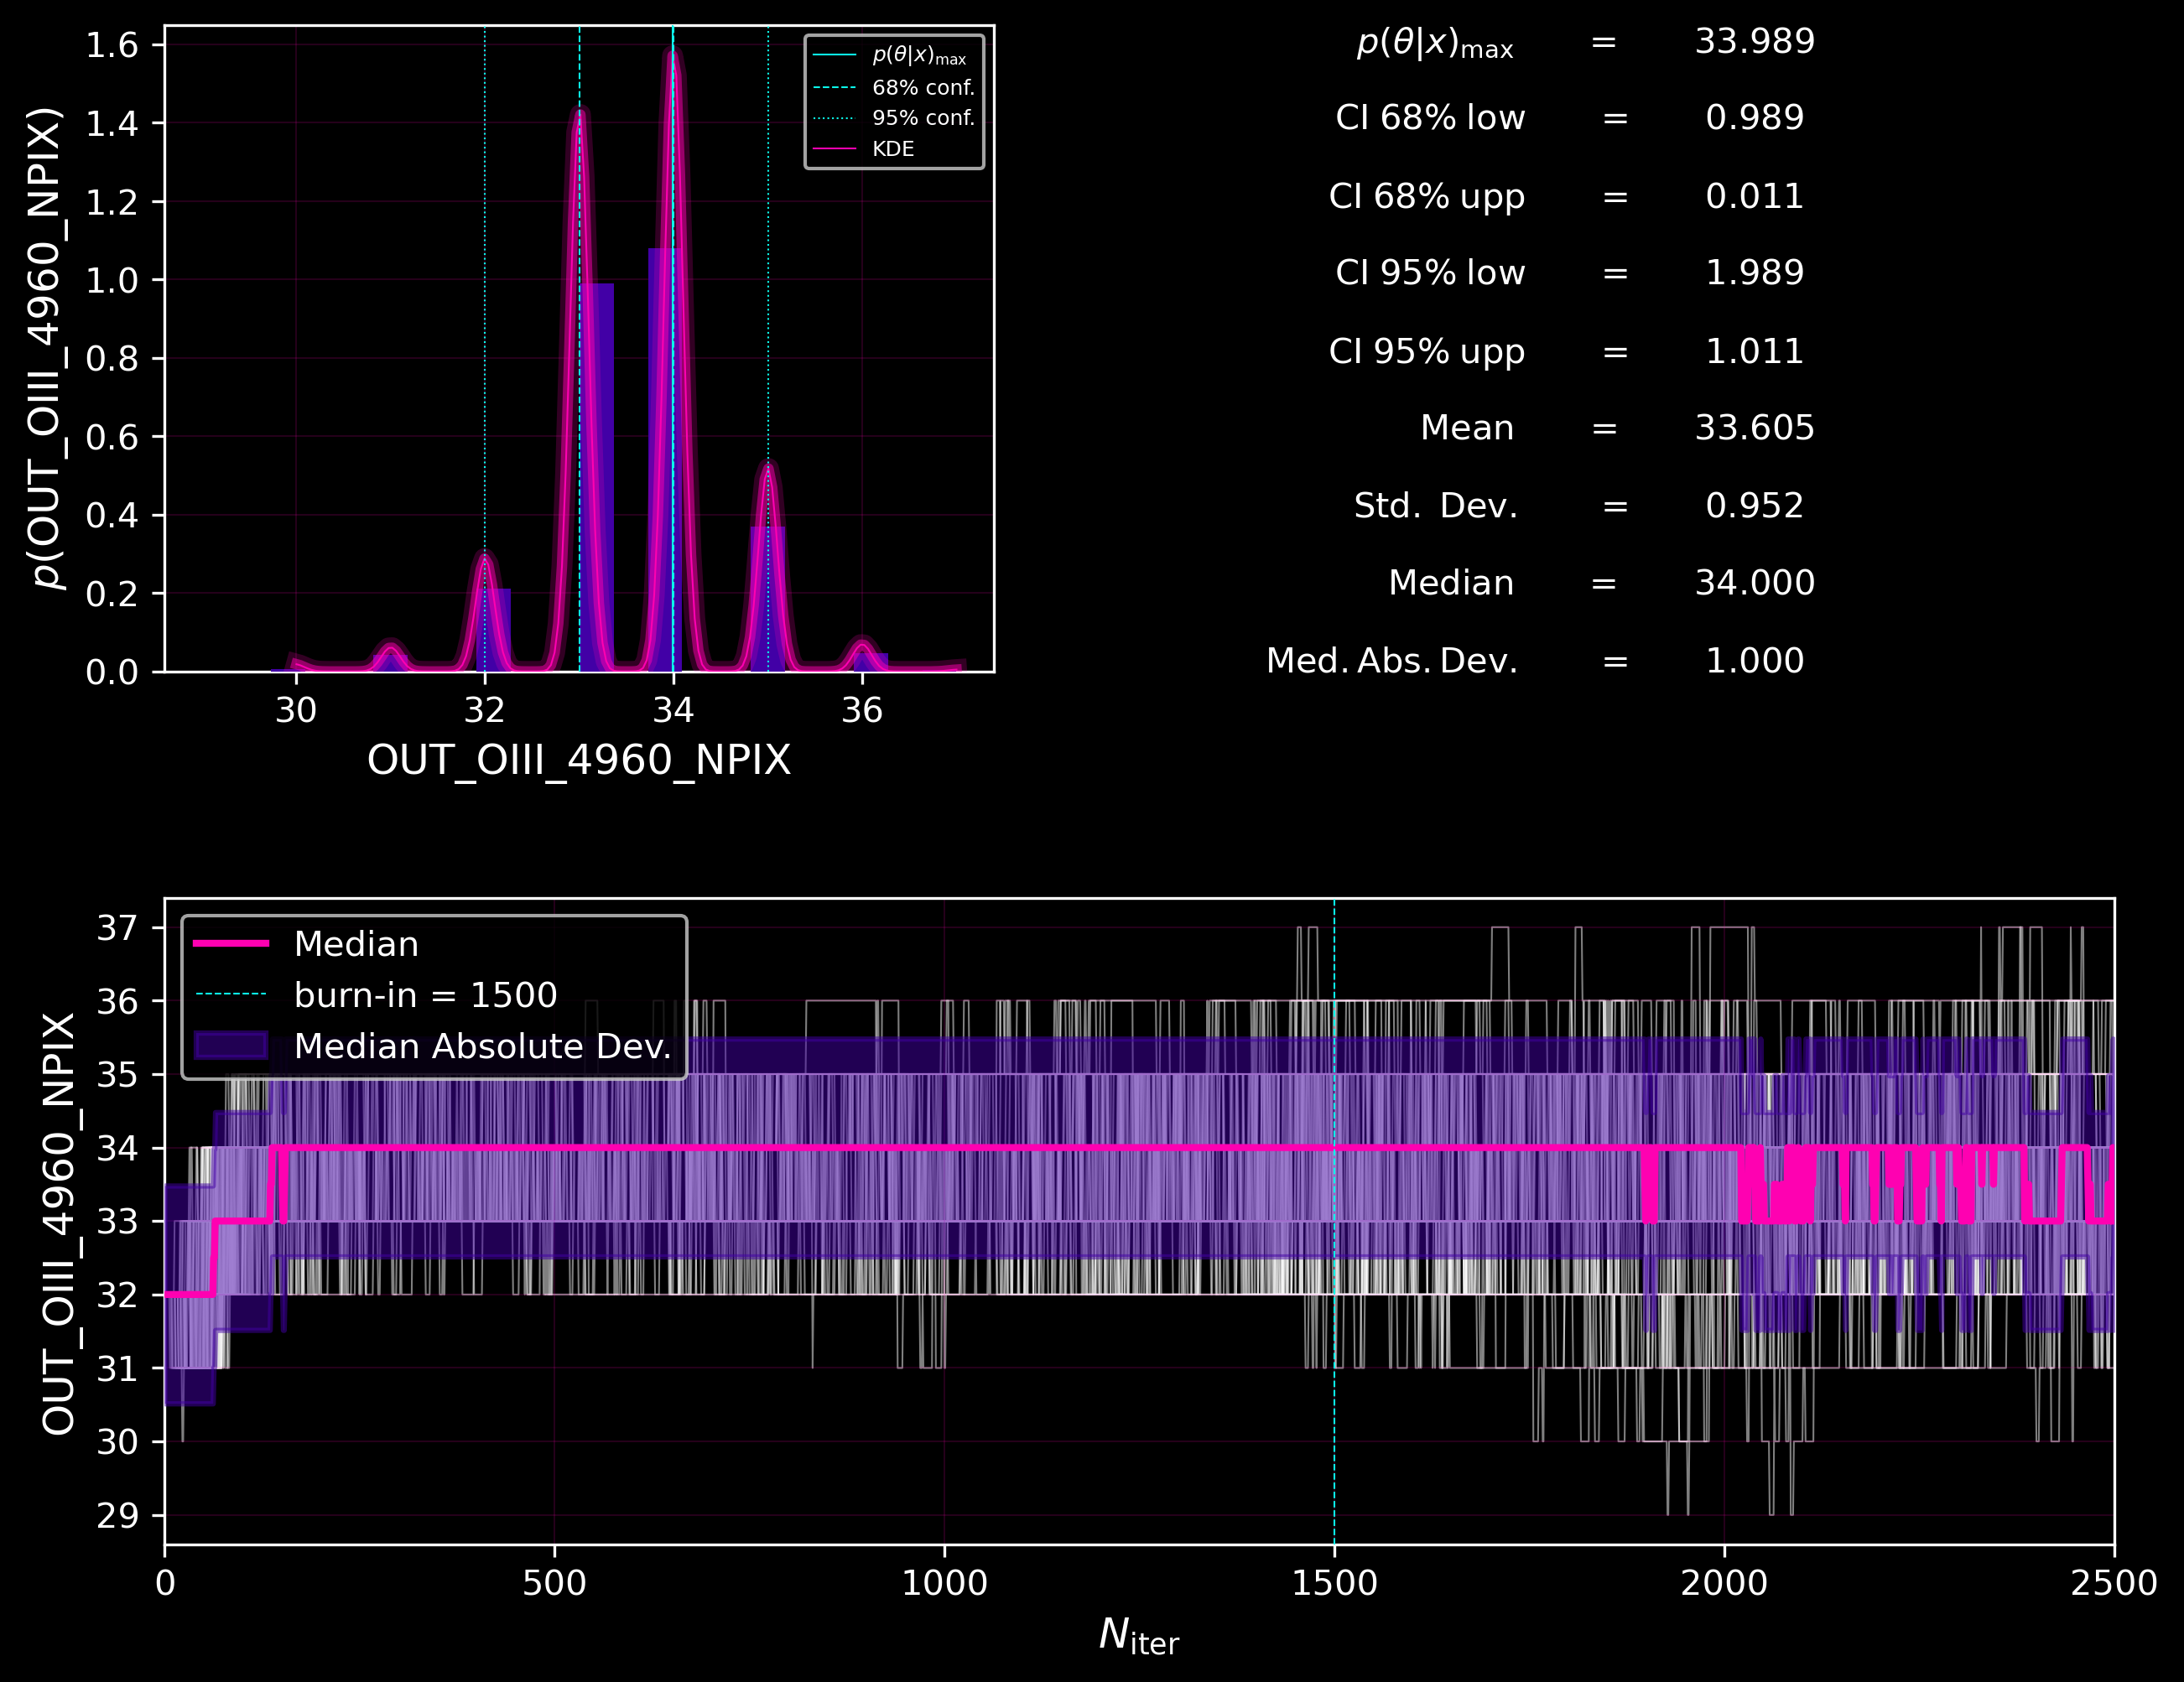 p(OUT_OIII_4960_NPIX)
1.6
1.4
1.2
1.0
0.8
0.6
0.4
0.2
0.0
30 32 34 36
OUT_OIII_4960_NPIX
p(θ|x)max
68% conf.
95% conf.
KDE
p(θ|x)max = 33.989
CI 68% low = 0.989
CI 68% upp = 0.011
CI 95% low = 1.989
CI 95% upp = 1.011
Mean = 33.605
Std. Dev. = 0.952
Median = 34.000
Med. Abs. Dev. = 1.000
OUT_OIII_4960_NPIX
37
36
35
34
33
32
31
30
29
Median
burn-in = 1500
Median Absolute Dev.
0 500 1000 1500 2000 2500
Niter